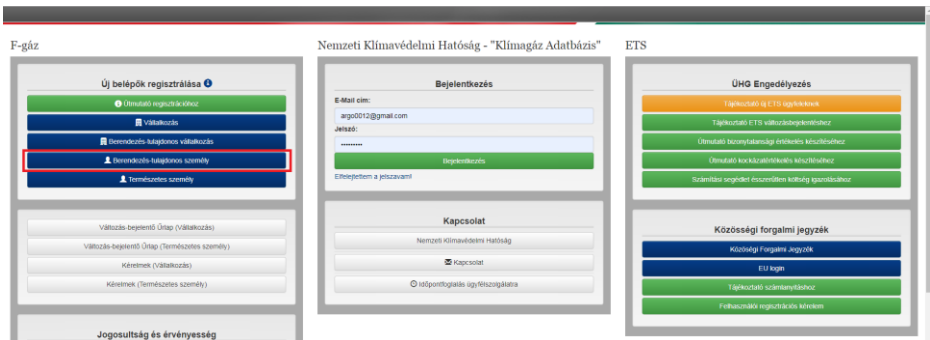 F-gáz
Új belépők regisztrálása
Útmutató regisztrációhoz
Vállalkozás
Berendezés-tulajdonos vállalkozás
Berendezés-tulajdonos személy
Természetes személy
Változás-bejelentő Űrlap (Vállalkozás)
Változás-bejelentő Űrlap (Természetes személy)
Kérelmek (Vállalkozás)
Kérelmek (Természetes személy)
Jogosultság és érvényesség
Nemzeti Klímavédelmi Hatóság - "Klímagáz Adatbázis"
Bejelentkezés
E-Mail cím:
argo0012@gmail.com
Jelszó:
Bejelentkezés
Elfelejtettem a jelszavam!
Kapcsolat
Nemzeti Klímavédelmi Hatóság
Kapcsolat
Időpontfoglalás ügyfélszolgálatra
ETS
ÜHG Engedélyezés
Tájékoztató új ETS ügyfeleknek
Tájékoztató ETS változásbejelentéshez
Útmutató bizonytalansági értékelés készítéséhez
Útmutató kockázatértékelés készítéséhez
Számítási segédlet ésszerűtlen költség igazolásához
Közösségi forgalmi jegyzék
Közöségi Forgalmi Jegyzék
EU login
Tájékoztató számlanyitáshoz
Felhasználói regisztrációs kérelem